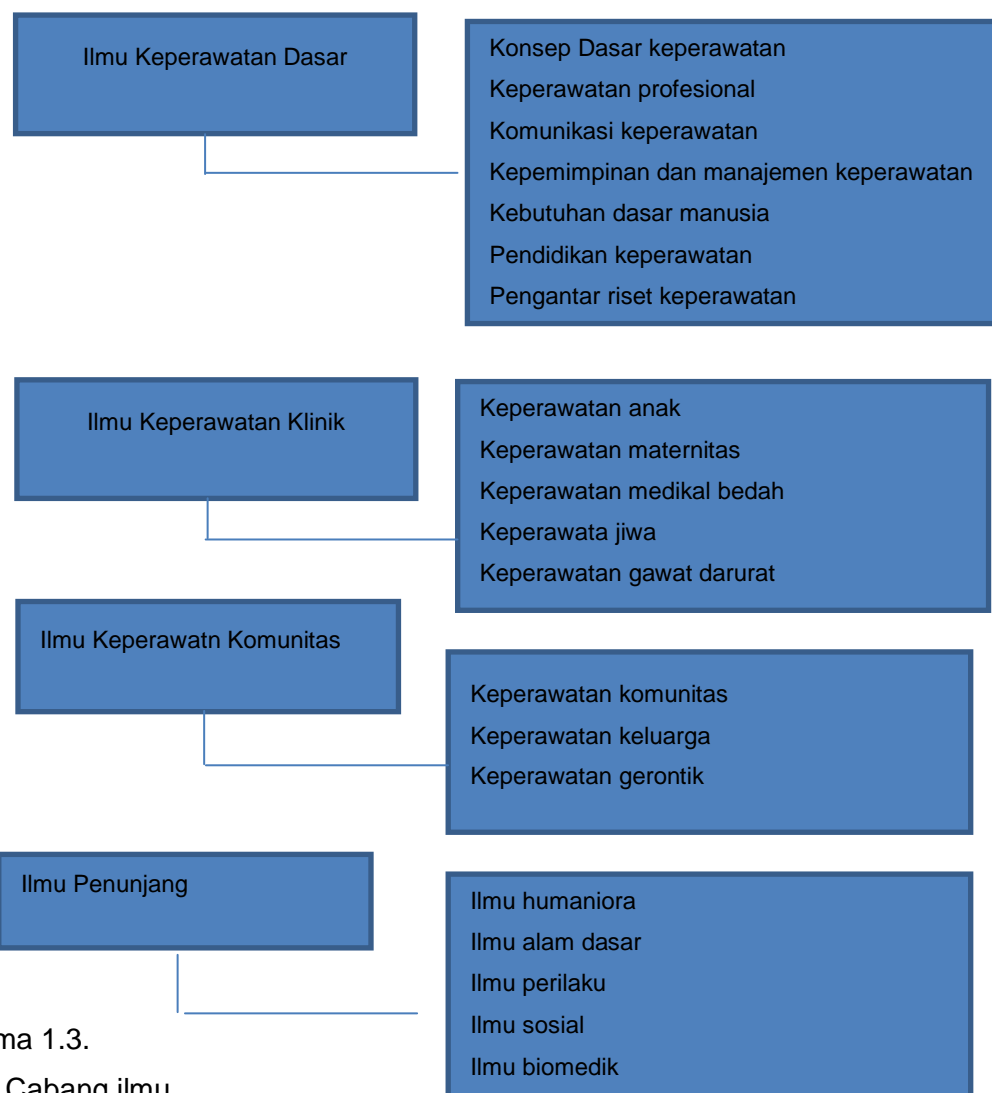 Ilmu Keperawatan Dasar
Konsep Dasar keperawatan
Keperawatan profesional
Komunikasi keperawatan
Kepemimpinan dan manajemen keperawatan
Kebutuhan dasar manusia
Pendidikan keperawatan
Pengantar riset keperawatan
Ilmu Keperawatan Klinik
Keperawatan anak
Keperawatan maternitas
Keperawatan medikal bedah
Keperawata jiwa
Keperawatan gawat darurat
Ilmu Keperawatn Komunitas
Keperawatan komunitas
Keperawatan keluarga
Keperawatan gerontik
Ilmu Penunjang
Ilmu humaniora
Ilmu alam dasar
Ilmu perilaku
Ilmu sosial
Ilmu biomedik
ma 1.3.
Cabang ilmu